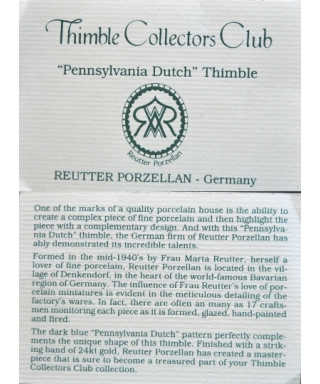 Thimble Collectors Club
"Pennsylvania Dutch" Thimble
Reutter Porzellan
REUTTER PORZELLAN - Germany
One of the marks of a quality porcelain house is the ability to
create a complex piece of fine porcelain and then highlight the
piece with a complementary design. And with this "Pennsylva-
nia Dutch" thimble, the German firm of Reutter Porzellan has
ably demonstrated its incredible talents.
Formed in the mid-1940's by Frau Maria Reutter, herself a
lover of fine porcelain, Reutter Porzellan is located in the vil-
lage of Denkendorf, in the heart of the world-famous Bavarian
region of Germany. The influence of Frau Reutter's love of por-
celain miniatures is evident in the meticulous detailing of the
factory's wares. In fact, there are often as many as 17-crafts-
men monitoring each piece as it is formed, glazed, hand-painted
and fired.
The dark blue "Pennsylvania Dutch" pattern perfectly comple-
ments the unique shape of this thimble. Finished with a strik-
ing band of 24kt gold, Reutter Porzellan has created a master-
piece that is sure to become a treasured part of your Thimble
Collectors Club collection.